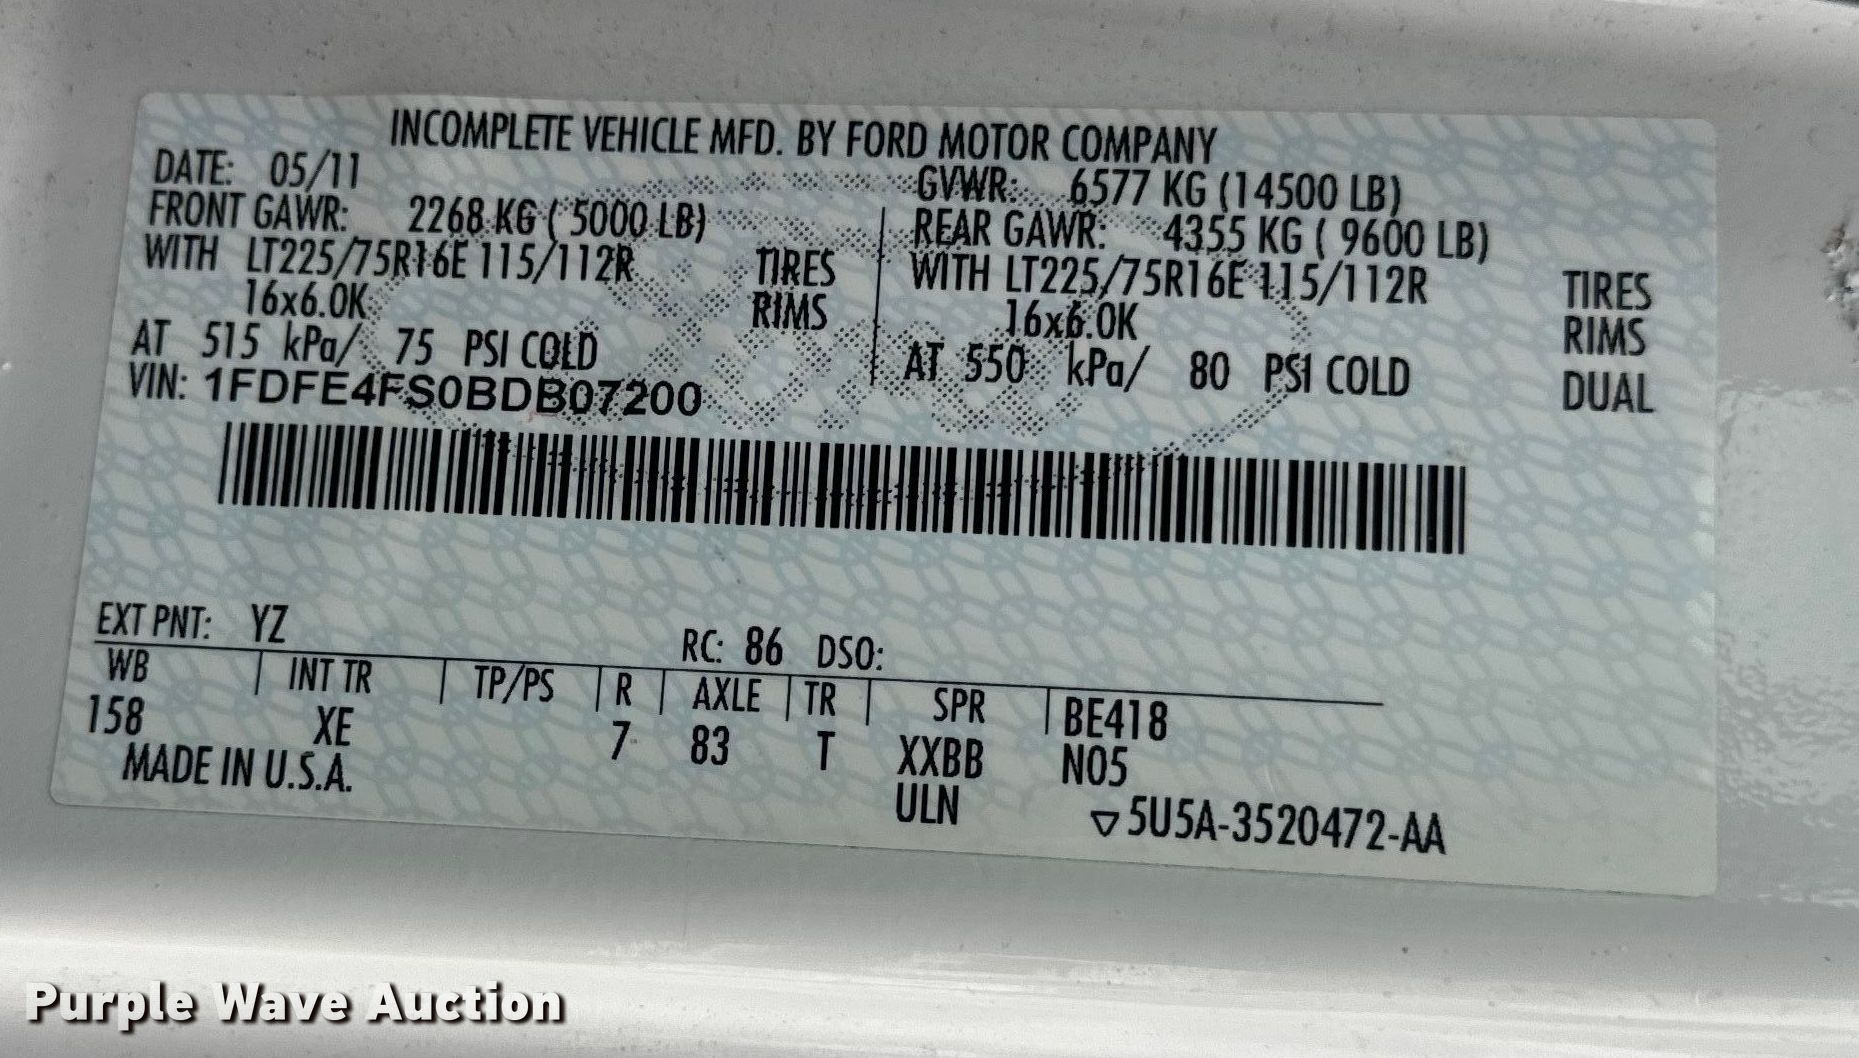 INCOMPLETE VEHICLE MFD. BY FORD MOTOR COMPANY
DATE: 05/11 GVWR: 6577 KG (14500 LB)
FRONT GAWR: 2268 KG ( 5000 LB) REAR GAWR: 4355 KG ( 9600 LB)
WITH LT225/75R16E 115/112R TIRES WITH LT225/75R16E 115/112R TIRES
16x6.0K RIMS 16x6.0K RIMS
AT 515 kPa/ 75 PSI COLD AT 550 kPa/ 80 PSI COLD DUAL
VIN: 1FDFE4FS0BDB07200
EXT PNT: YZ RC: 86 DSO:
WB INT TR TP/PS R AXLE TR SPR BE418
158 XE 7 83 T XXBB N05
MADE IN U.S.A. ULN ▽5U5A-3520472-AA
Purple Wave Auction